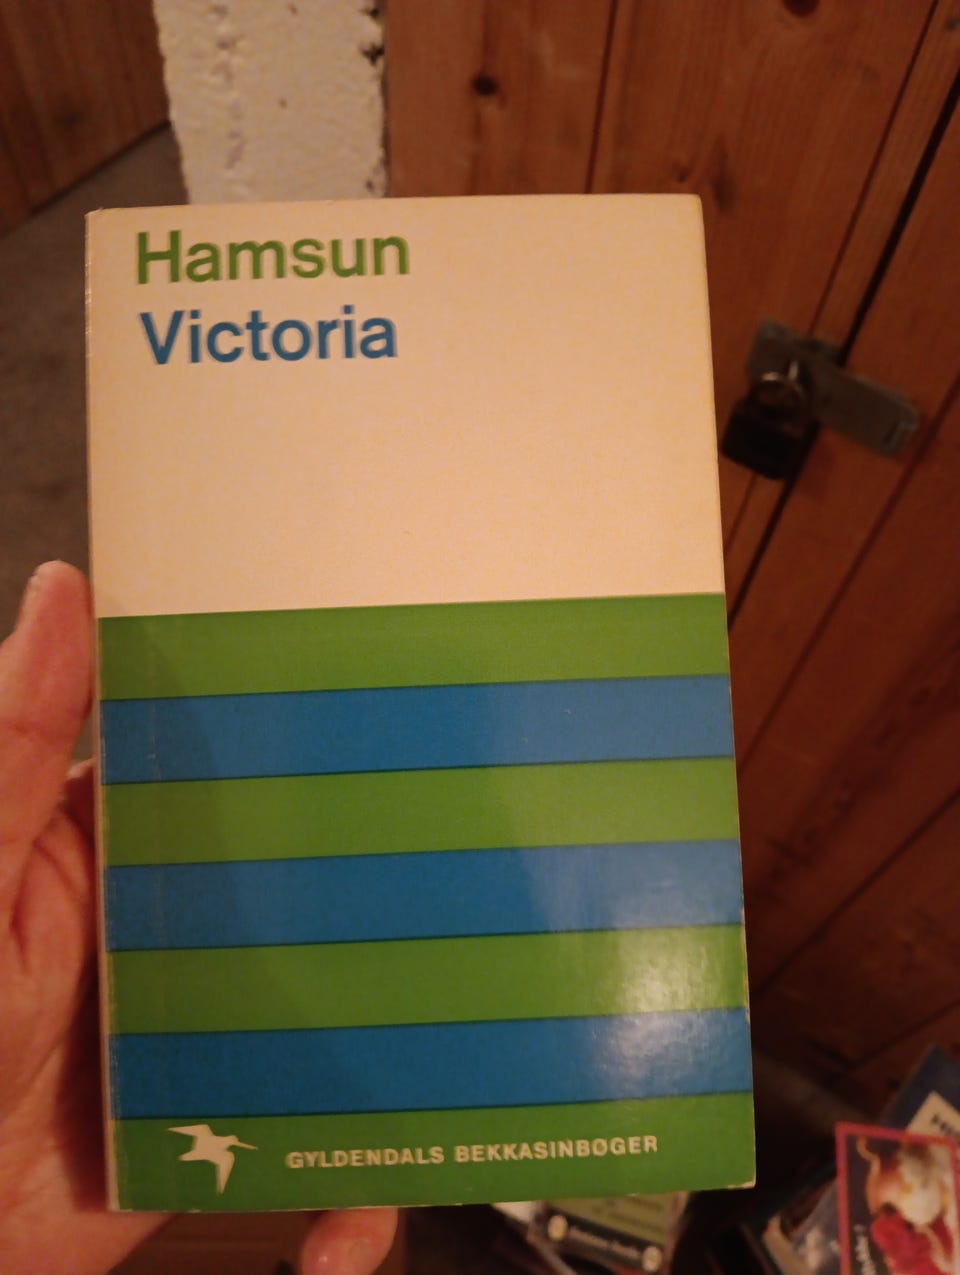 Hamsun
Victoria
GYLDENDALS BEKKASINBØGER